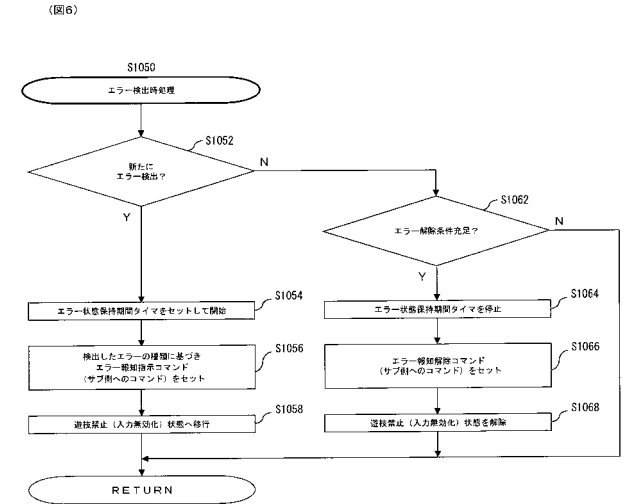 (図6)
S1050
エラー検出時処理
S1052
新たに
エラー検出？
N
Y
S1062
エラー解除条件充足？
N
Y
S1054
エラー状態保持期間タイマをセットして開始
S1064
エラー状態保持期間タイマを停止
S1056
検出したエラーの種類に基づき
エラー報知指示コマンド
(サブ側へのコマンド)をセット
S1066
エラー報知解除コマンド
(サブ側へのコマンド)をセット
S1058
遊技禁止(入力無効化)状態へ移行
S1068
遊技禁止(入力無効化)状態を解除
RETURN